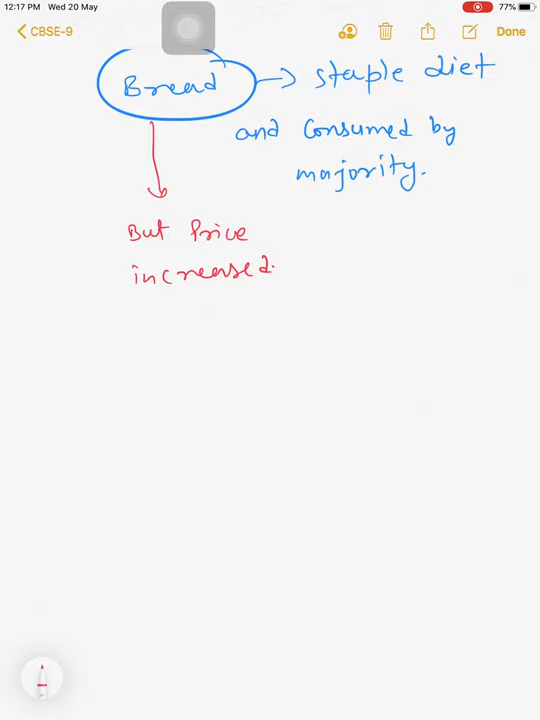 12:17 PM Wed 20 May 77%
CBSE-9 Done
Bread → staple diet
and Consumed by
majority.
But Price
increased.